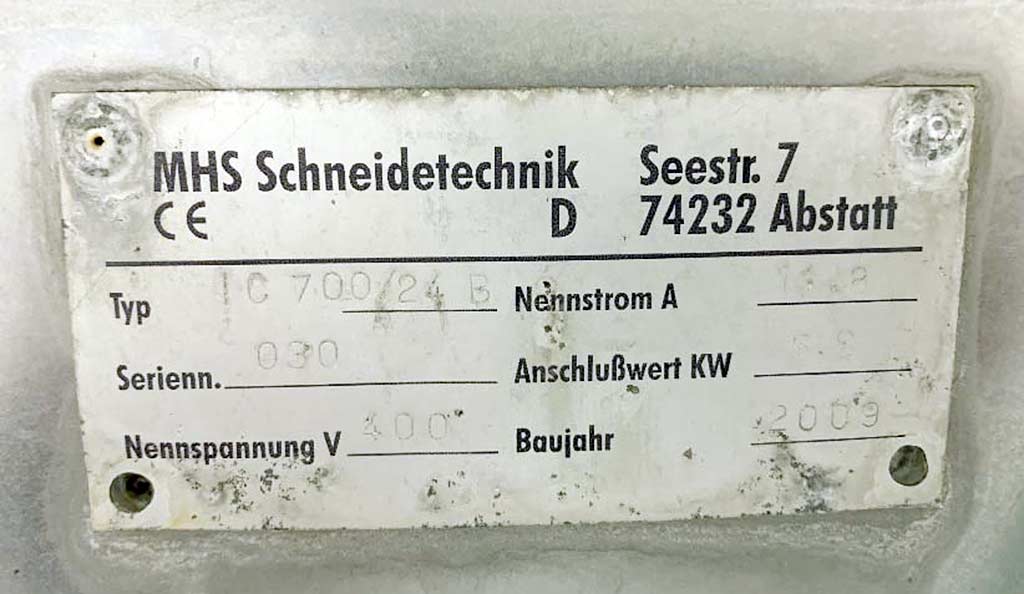 MHS Schneidetechnik Seestr. 7
CE D 74232 Abstatt
Typ C 700/24 B Nennstrom A
Serienn. 030 Anschlußwert KW
Nennspannung V 400 Baujahr 2009